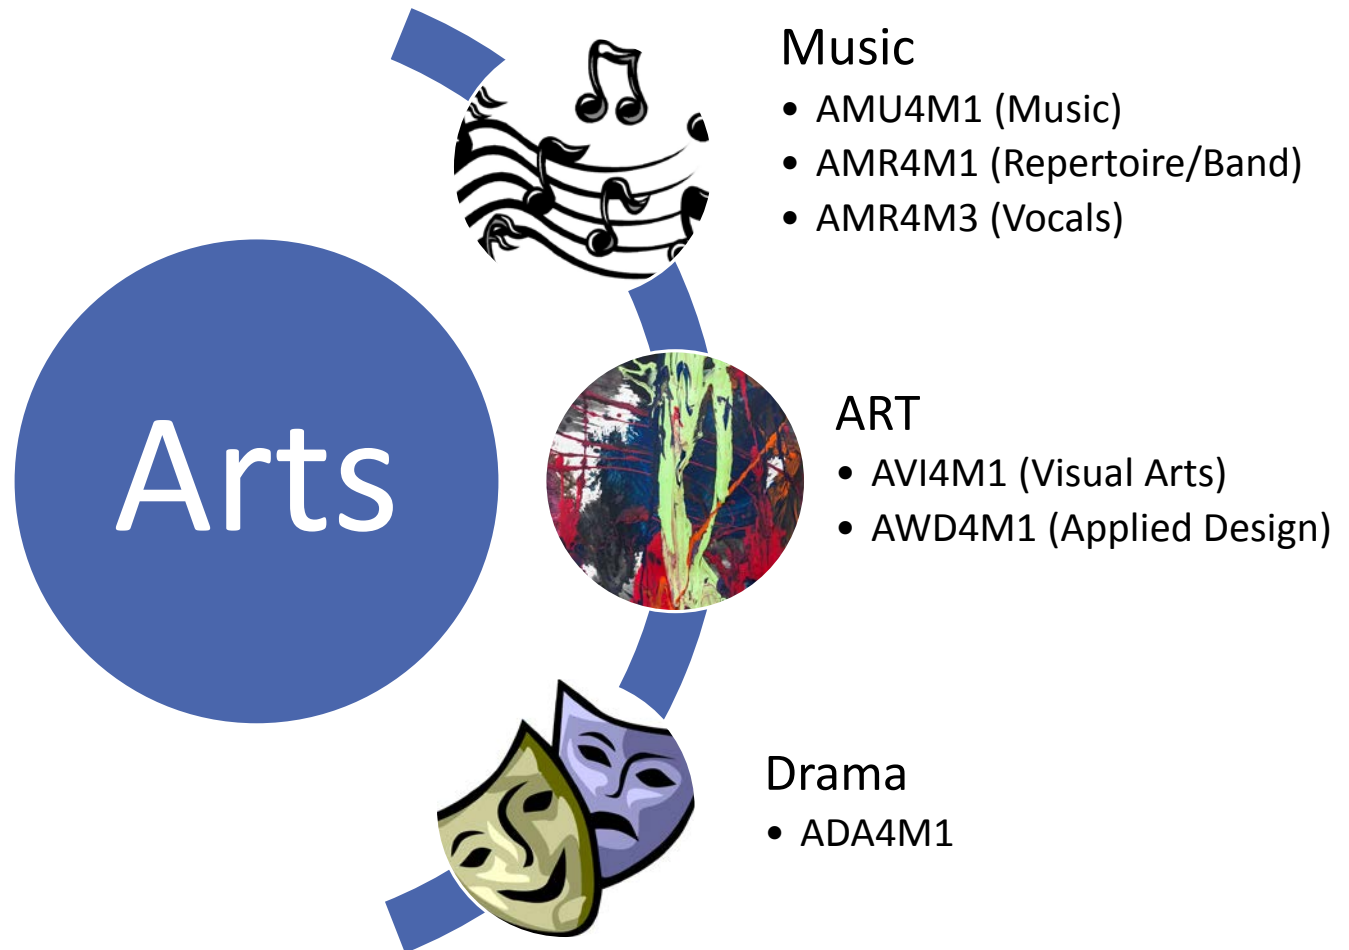 Arts
Music
• AMU4M1 (Music)
• AMR4M1 (Repertoire/Band)
• AMR4M3 (Vocals)
ART
• AVI4M1 (Visual Arts)
• AWD4M1 (Applied Design)
Drama
• ADA4M1